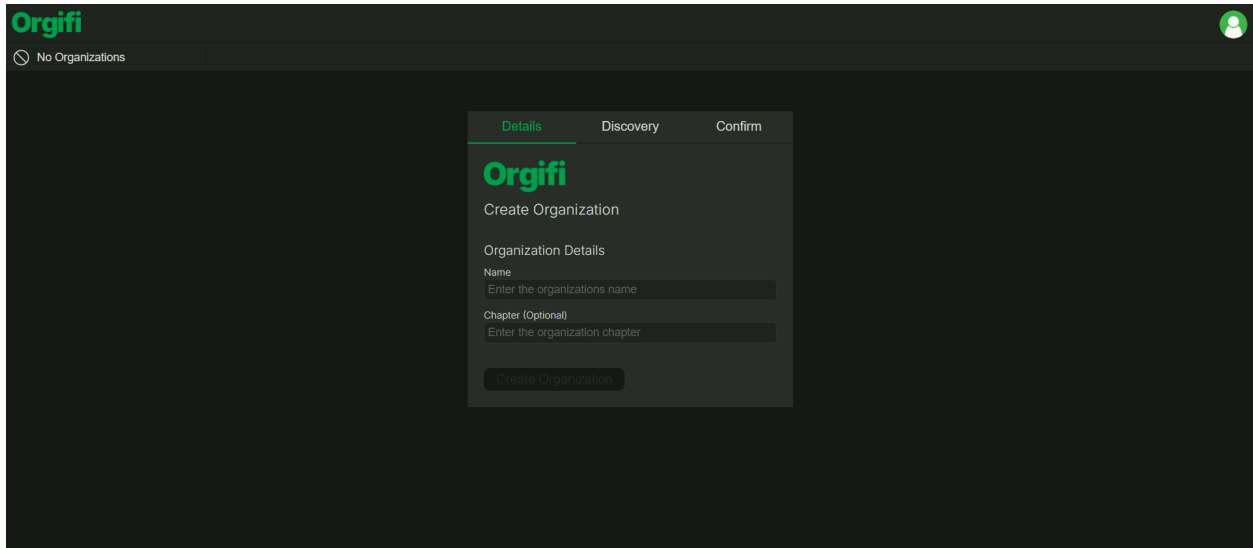 Orgifi
No Organizations
Details Discovery Confirm
Orgifi
Create Organization
Organization Details
Name
Enter the organizations name
Chapter (Optional)
Enter the organization chapter
Create Organization